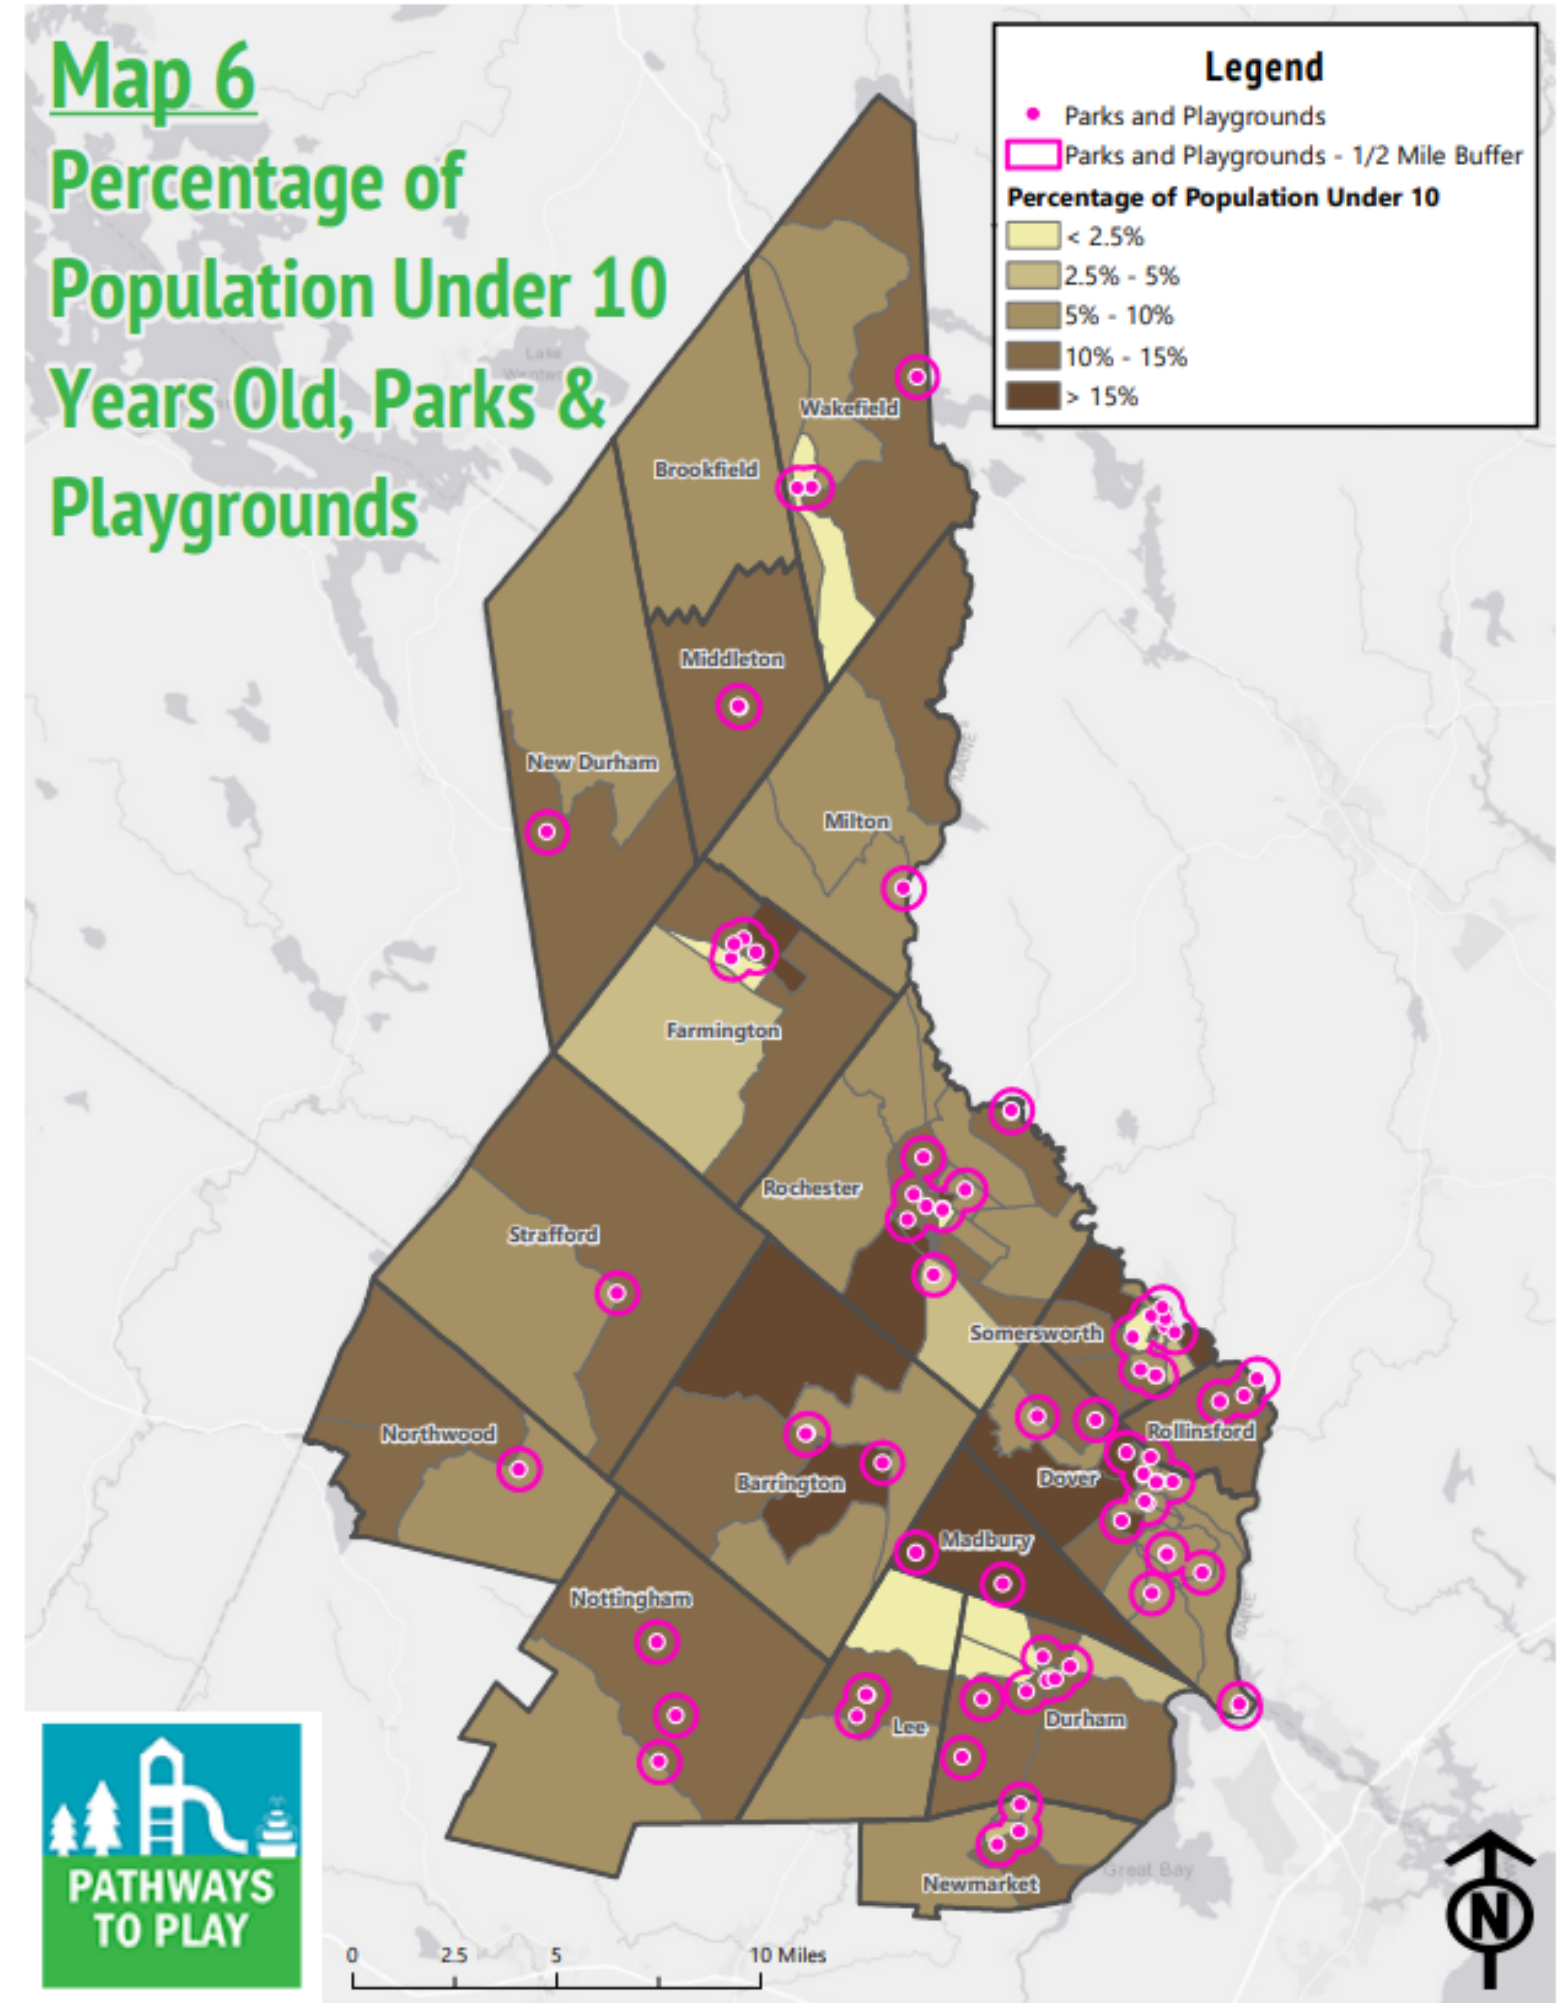 Map 6
Percentage of
Population Under 10
Years Old, Parks &
Playgrounds
Legend
Parks and Playgrounds
Parks and Playgrounds - 1/2 Mile Buffer
Percentage of Population Under 10
< 2.5%
2.5% - 5%
5% - 10%
10% - 15%
> 15%
Lake
Wakefield
Brookfield
Middleton
New Durham
MAINE
Milton
Farmington
Rochester
Strafford
Somersworth
Northwood
Rollinsford
Barrington
Dover
Madbury
Nottingham
MAINE
Lee
Durham
Newmarket
Great Bay
PATHWAYS
TO PLAY
0 2.5 5 10 Miles
N